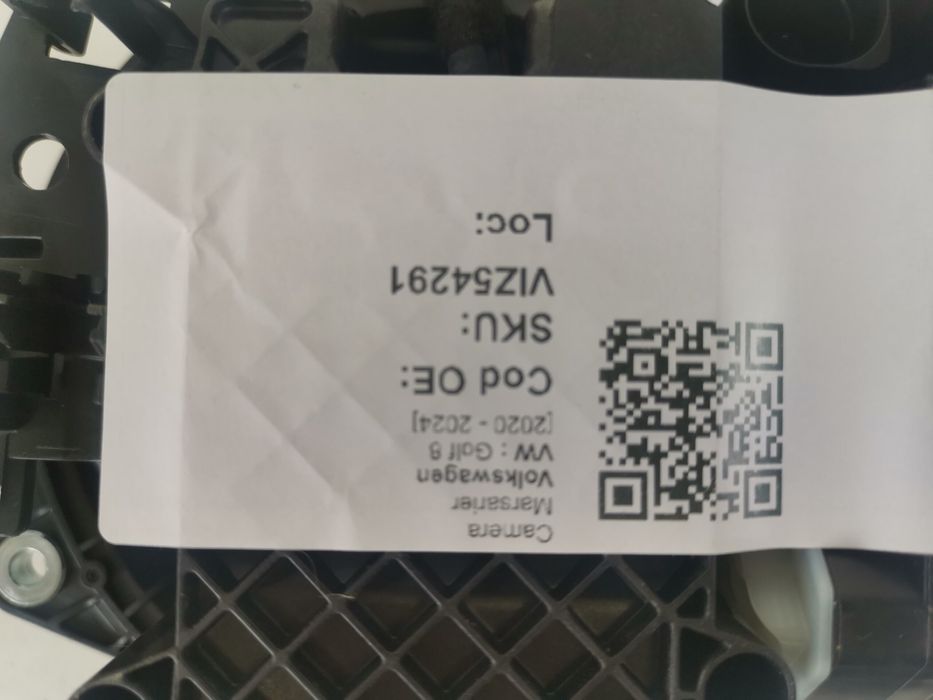 Camera
Marsarier
Volkswagen
VW : Golf 8
[2020 - 2024]
Cod OE:
SKU:
VIZ54291
Loc: